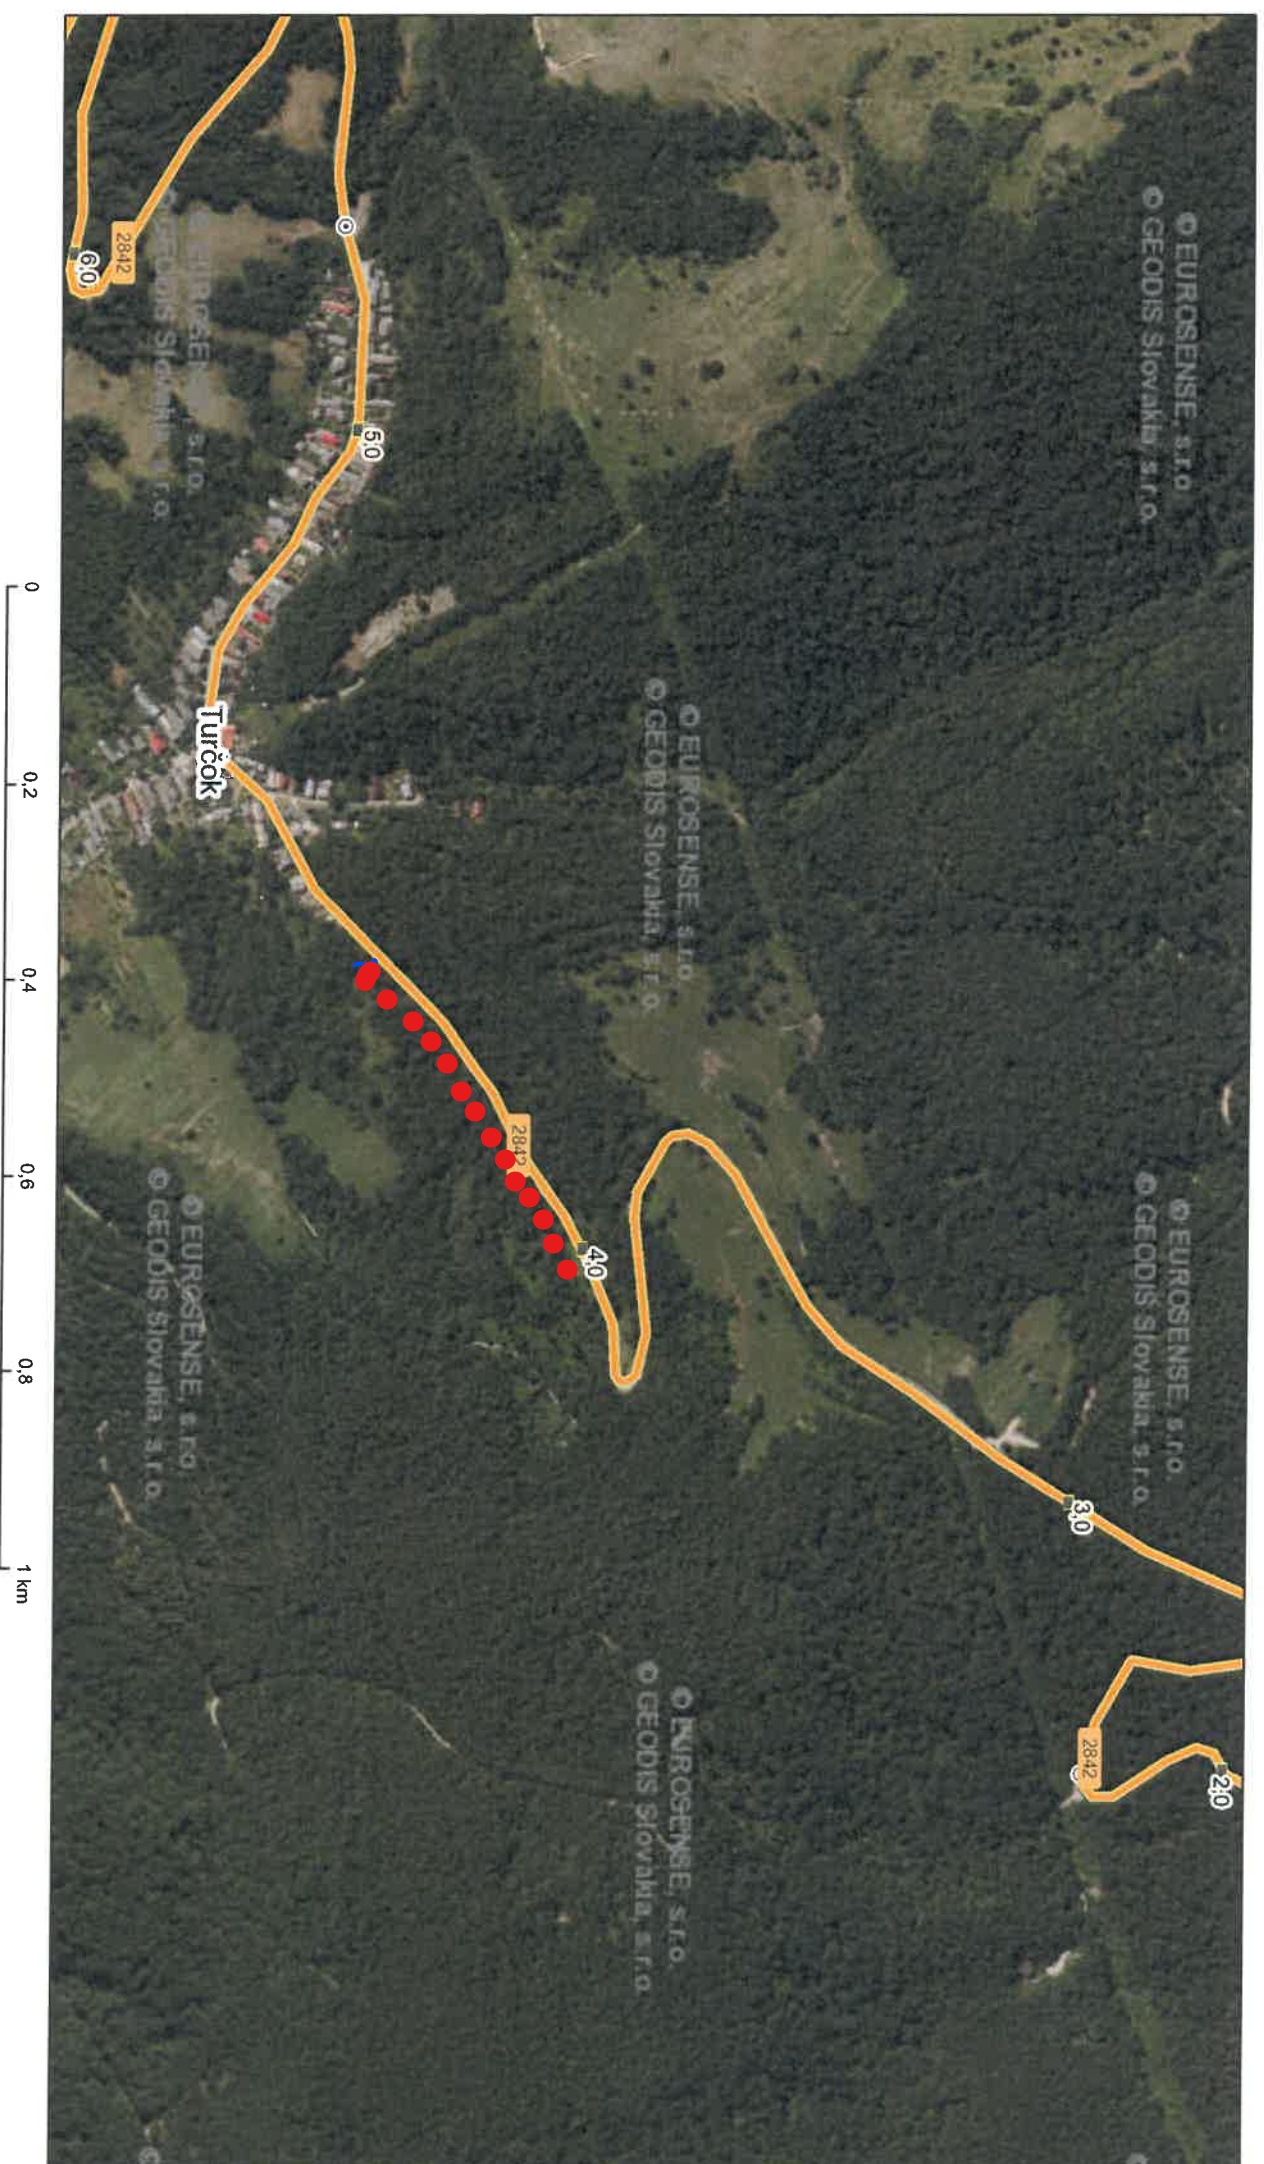 © EUROSENSE, s.r.o
© GEODIS Slovakia, s.r.o.
© EUROSENSE, s.r.o.
© GEODIS Slovakia, s.r.o.
2,0
2842
3,0
© EUROSENSE, s.r.o
© GEODIS Slovakia, s.r.o.
© EUROSENSE, s.r.o.
© GEODIS Slovakia, s.r.o.
4,0
2842
5,0
Turčok
© EUROSENSE, s.r.o
© GEODIS Slovakia, s.r.o.
2842
6,0
0
0,2
0,4
0,6
0,8
1 km